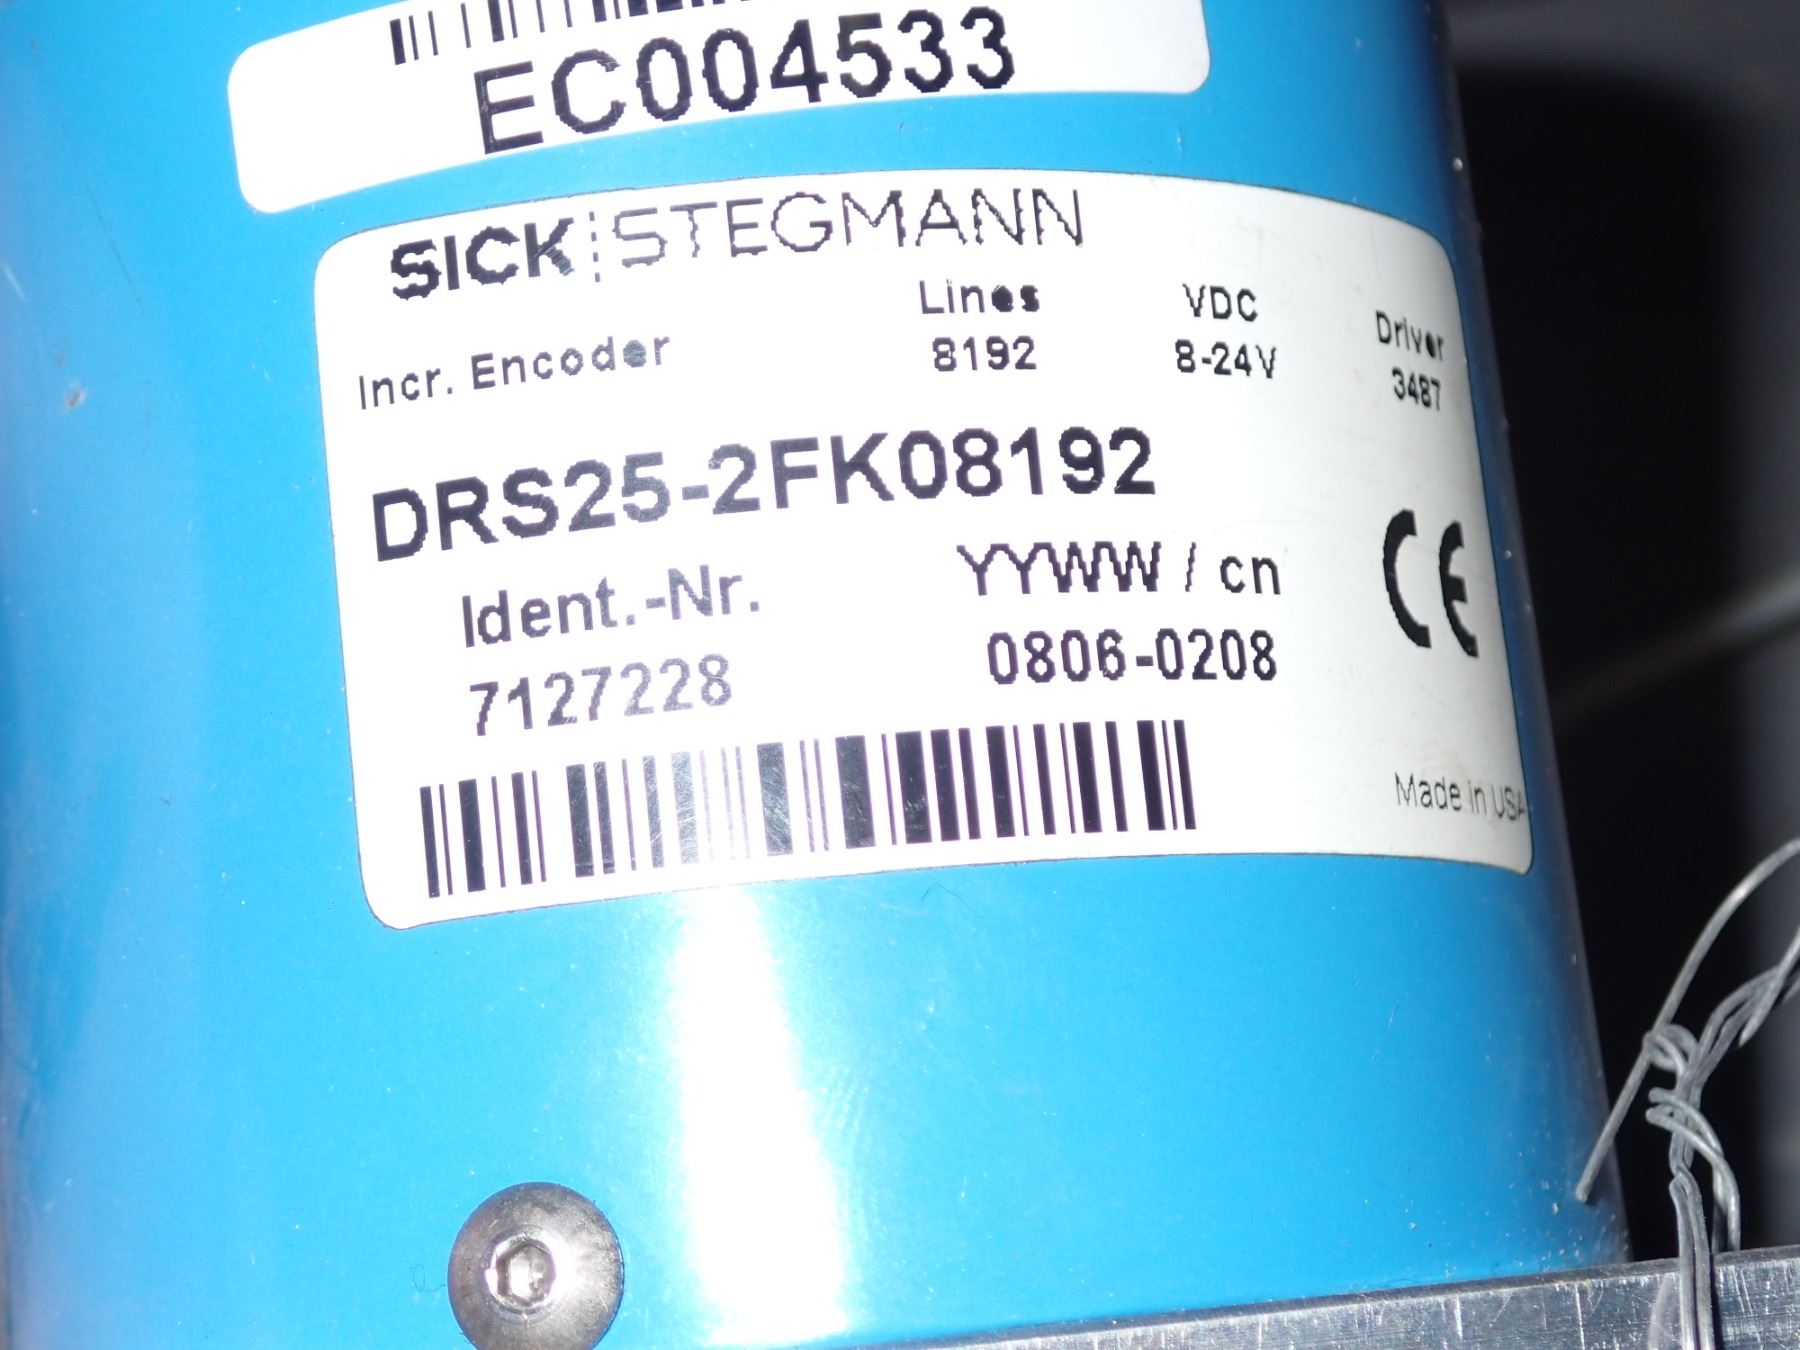 EC004533
SICK STEGMANN
Lines VDC Driver
Incr. Encoder 8192 8-24V 3487
DRS25-2FK08192
Ident.-Nr. YYWW / cn
7127228 0806-0208
CE
Made in USA